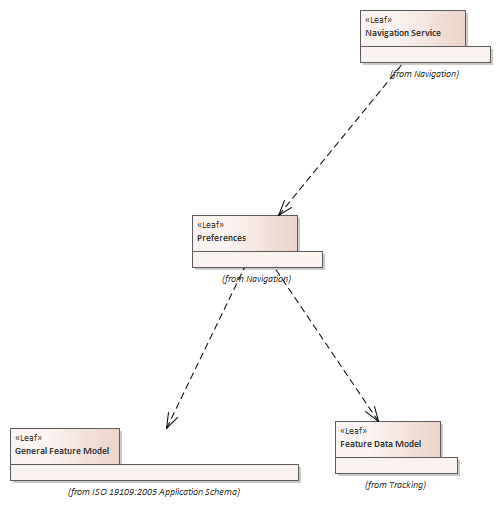 «Leaf»
Navigation Service
(from Navigation)
«Leaf»
Preferences
(from Navigation)
«Leaf»
General Feature Model
(from ISO 19109:2005 Application Schema)
«Leaf»
Feature Data Model
(from Tracking)